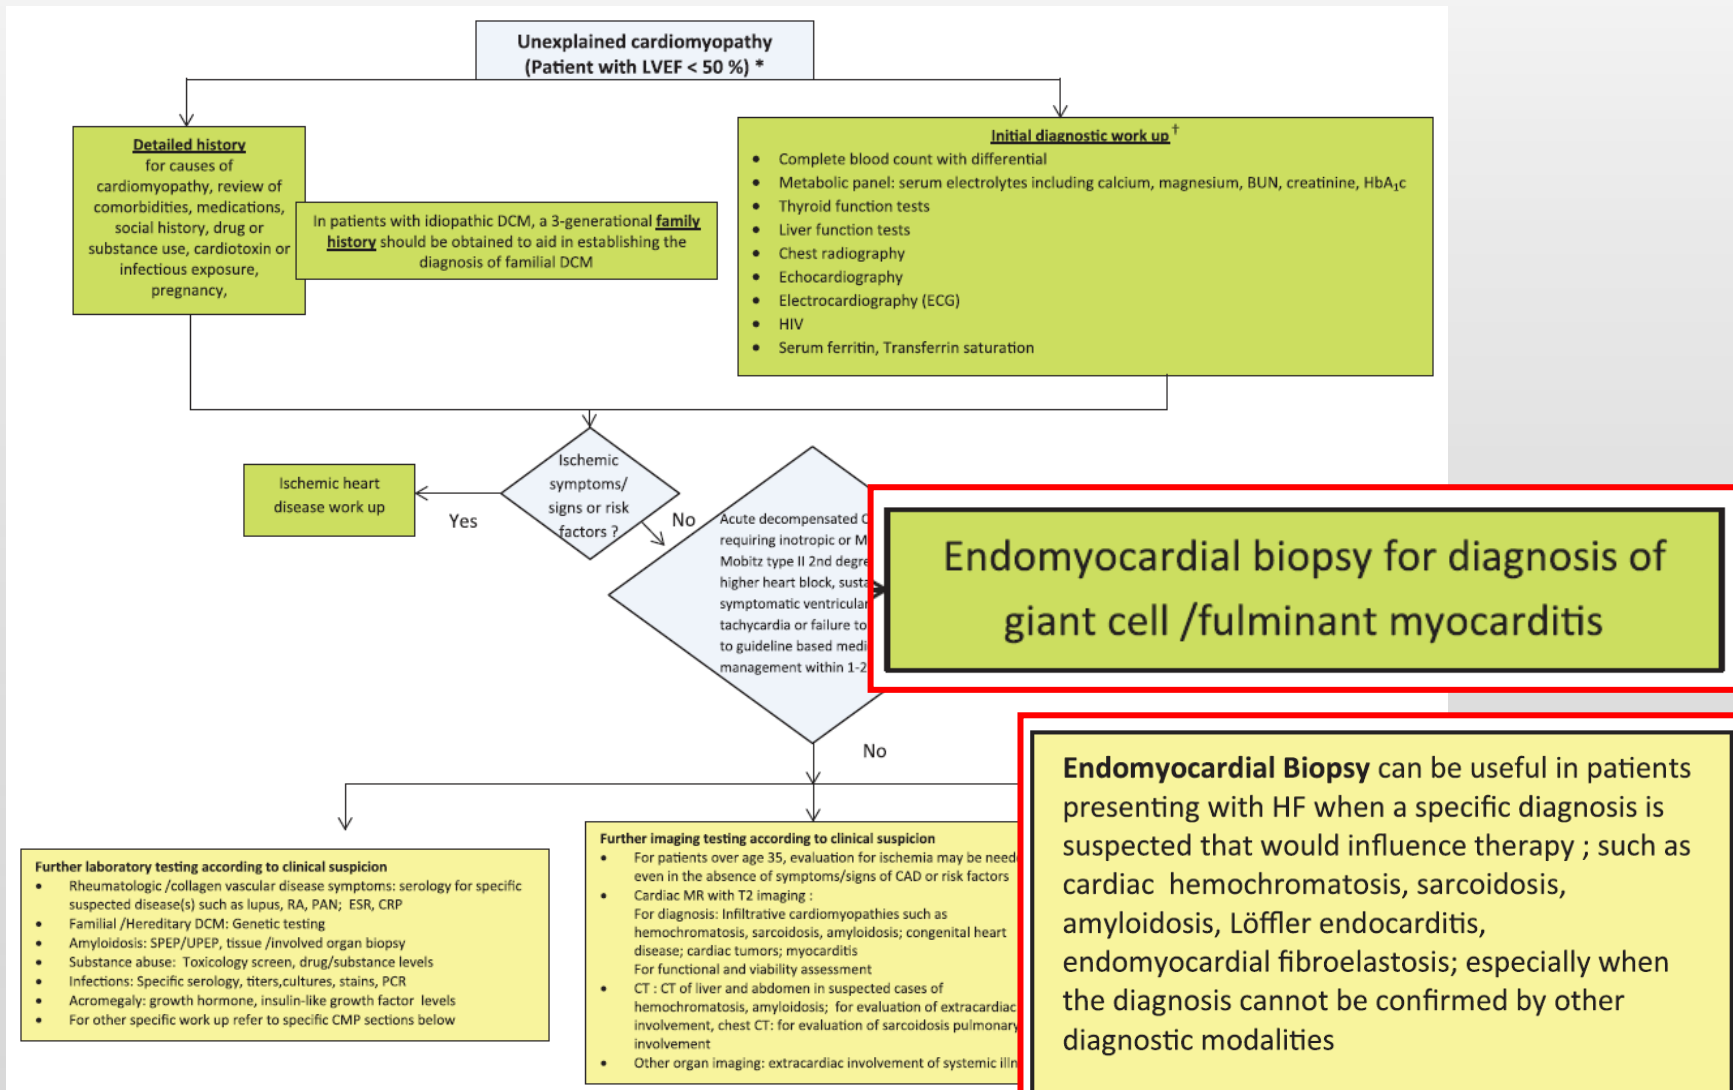 Unexplained cardiomyopathy
(Patient with LVEF < 50 %) *
Detailed history
for causes of
cardiomyopathy, review of
comorbidities, medications,
social history, drug or
substance use, cardiotoxin or
infectious exposure,
pregnancy,
In patients with idiopathic DCM, a 3-generational family
history should be obtained to aid in establishing the
diagnosis of familial DCM
Initial diagnostic work up †
• Complete blood count with differential
• Metabolic panel: serum electrolytes including calcium, magnesium, BUN, creatinine, HbA₁c
• Thyroid function tests
• Liver function tests
• Chest radiography
• Echocardiography
• Electrocardiography (ECG)
• HIV
• Serum ferritin, Transferrin saturation
Ischemic
symptoms/
signs or risk
factors ?
Yes
Ischemic heart
disease work up
No
Acute decompensated
requiring inotropic or
Mobitz type II 2nd
higher heart block,
symptomatic ventricular
tachycardia or failure to
to guideline based
management within
Endomyocardial biopsy for diagnosis of
giant cell /fulminant myocarditis
No
Further laboratory testing according to clinical suspicion
• Rheumatologic /collagen vascular disease symptoms: serology for specific
suspected disease(s) such as lupus, RA, PAN; ESR, CRP
• Familial /Hereditary DCM: Genetic testing
• Amyloidosis: SPEP/UPEP, tissue /involved organ biopsy
• Substance abuse: Toxicology screen, drug/substance levels
• Infections: Specific serology, titers,cultures, stains, PCR
• Acromegaly: growth hormone, insulin-like growth factor levels
• For other specific work up refer to specific CMP sections below
Further imaging testing according to clinical suspicion
• For patients over age 35, evaluation for ischemia may be
even in the absence of symptoms/signs of CAD or risk factors
• Cardiac MR with T2 imaging :
For diagnosis: Infiltrative cardiomyopathies such as
hemochromatosis, sarcoidosis, amyloidosis; congenital heart
disease; cardiac tumors; myocarditis
For functional and viability assessment
• CT : CT of liver and abdomen in suspected cases of
hemochromatosis, amyloidosis; for evaluation of extracardiac
involvement, chest CT: for evaluation of sarcoidosis pulmonary
involvement
• Other organ imaging: extracardiac involvement of systemic
Endomyocardial Biopsy can be useful in patients
presenting with HF when a specific diagnosis is
suspected that would influence therapy ; such as
cardiac hemochromatosis, sarcoidosis,
amyloidosis, Löffler endocarditis,
endomyocardial fibroelastosis; especially when
the diagnosis cannot be confirmed by other
diagnostic modalities